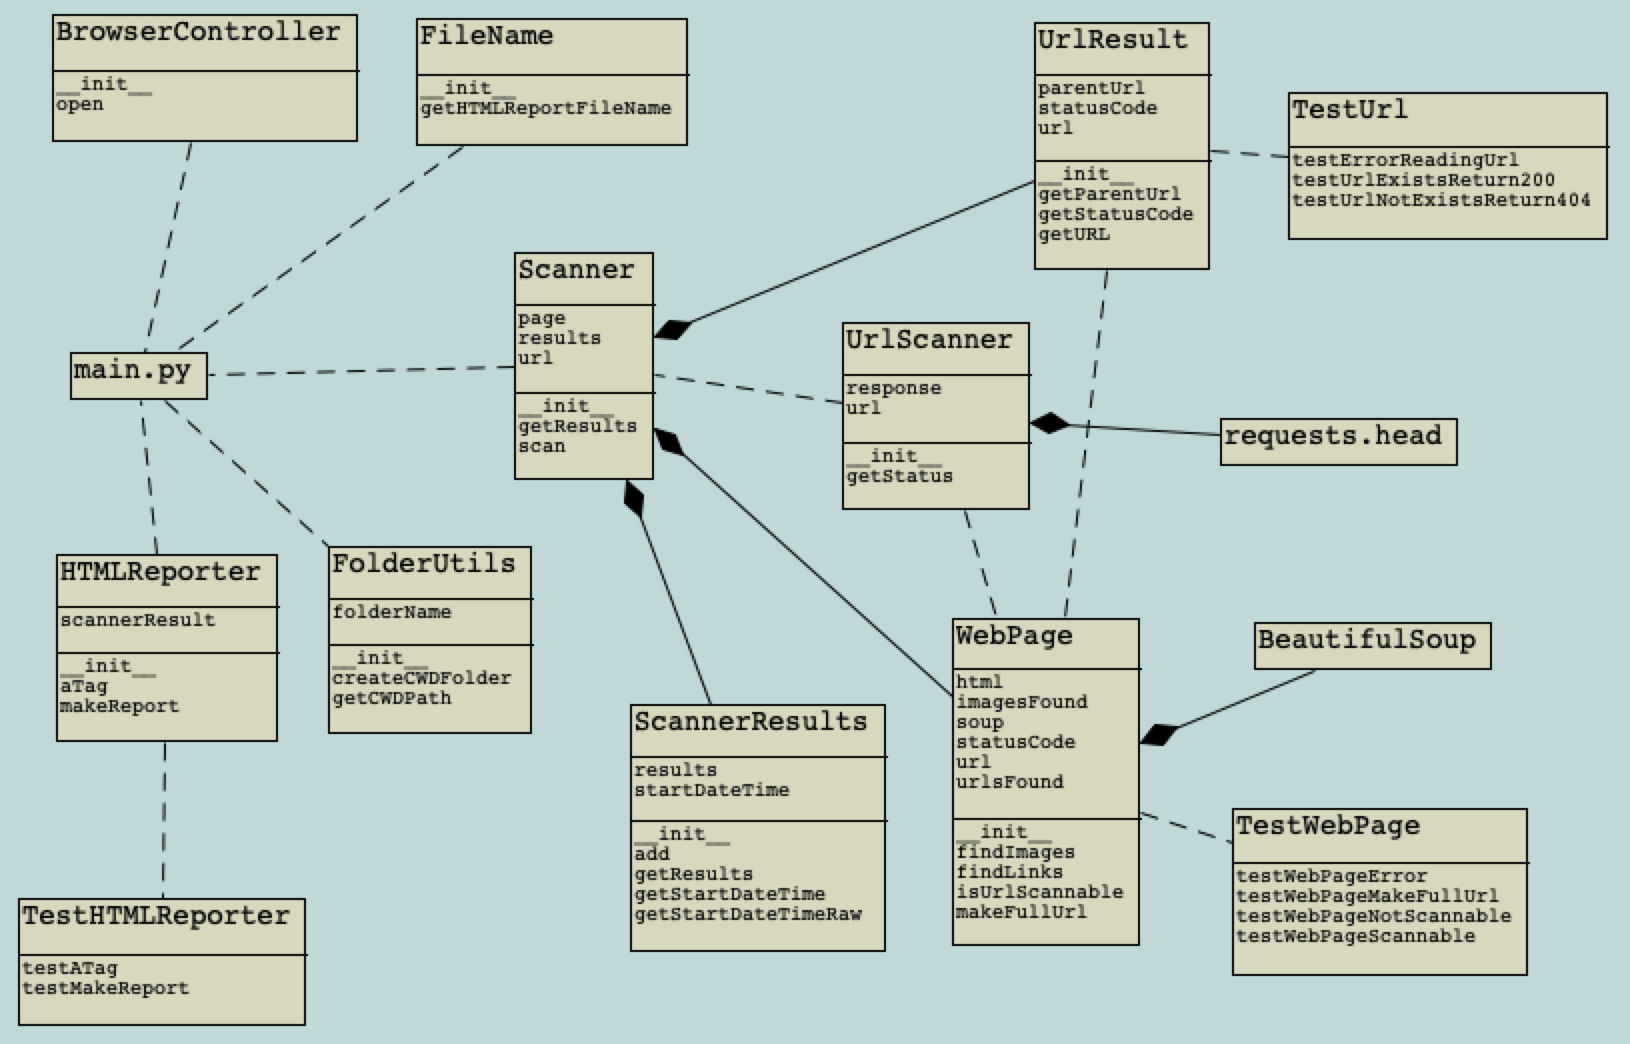 BrowserController
__init__
open
FileName
__init__
getHTMLReportFileName
UrlResult
parentUrl
statusCode
url
__init__
getParentUrl
getStatusCode
getURL
TestUrl
testErrorReadingUrl
testUrlExistsReturn200
testUrlNotExistsReturn404
Scanner
page
results
url
__init__
getResults
scan
UrlScanner
response
url
__init__
getStatus
main.py
requests.head
HTMLReporter
scannerResult
__init__
aTag
makeReport
FolderUtils
folderName
__init__
createCWDFolder
getCWDPath
ScannerResults
results
startDateTime
__init__
add
getResults
getStartDateTime
getStartDateTimeRaw
WebPage
html
imagesFound
soup
statusCode
url
urlsFound
__init__
findImages
findLinks
isUrlScannable
makeFullUrl
BeautifulSoup
TestWebPage
testWebPageError
testWebPageMakeFullUrl
testWebPageNotScannable
testWebPageScannable
TestHTMLReporter
testATag
testMakeReport